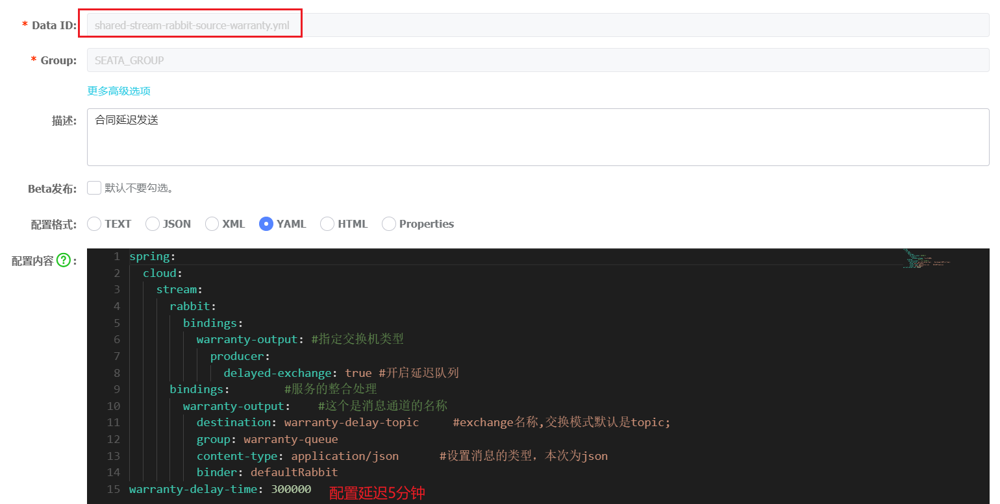 * Data ID: shared-stream-rabbit-source-warranty.yml
* Group: SEATA_GROUP
更多高级选项
描述: 合同延迟发送
Beta发布: 默认不要勾选。
配置格式: TEXT JSON XML YAML HTML Properties
配置内容 ? :
1 spring:
2 cloud:
3 stream:
4 rabbit:
5 bindings:
6 warranty-output: #指定交换机类型
7 producer:
8 delayed-exchange: true #开启延迟队列
9 bindings: #服务的整合处理
10 warranty-output: #这个是消息通道的名称
11 destination: warranty-delay-topic #exchange名称,交换模式默认是topic;
12 group: warranty-queue
13 content-type: application/json #设置消息的类型，本次为json
14 binder: defaultRabbit
15 warranty-delay-time: 300000 配置延迟5分钟